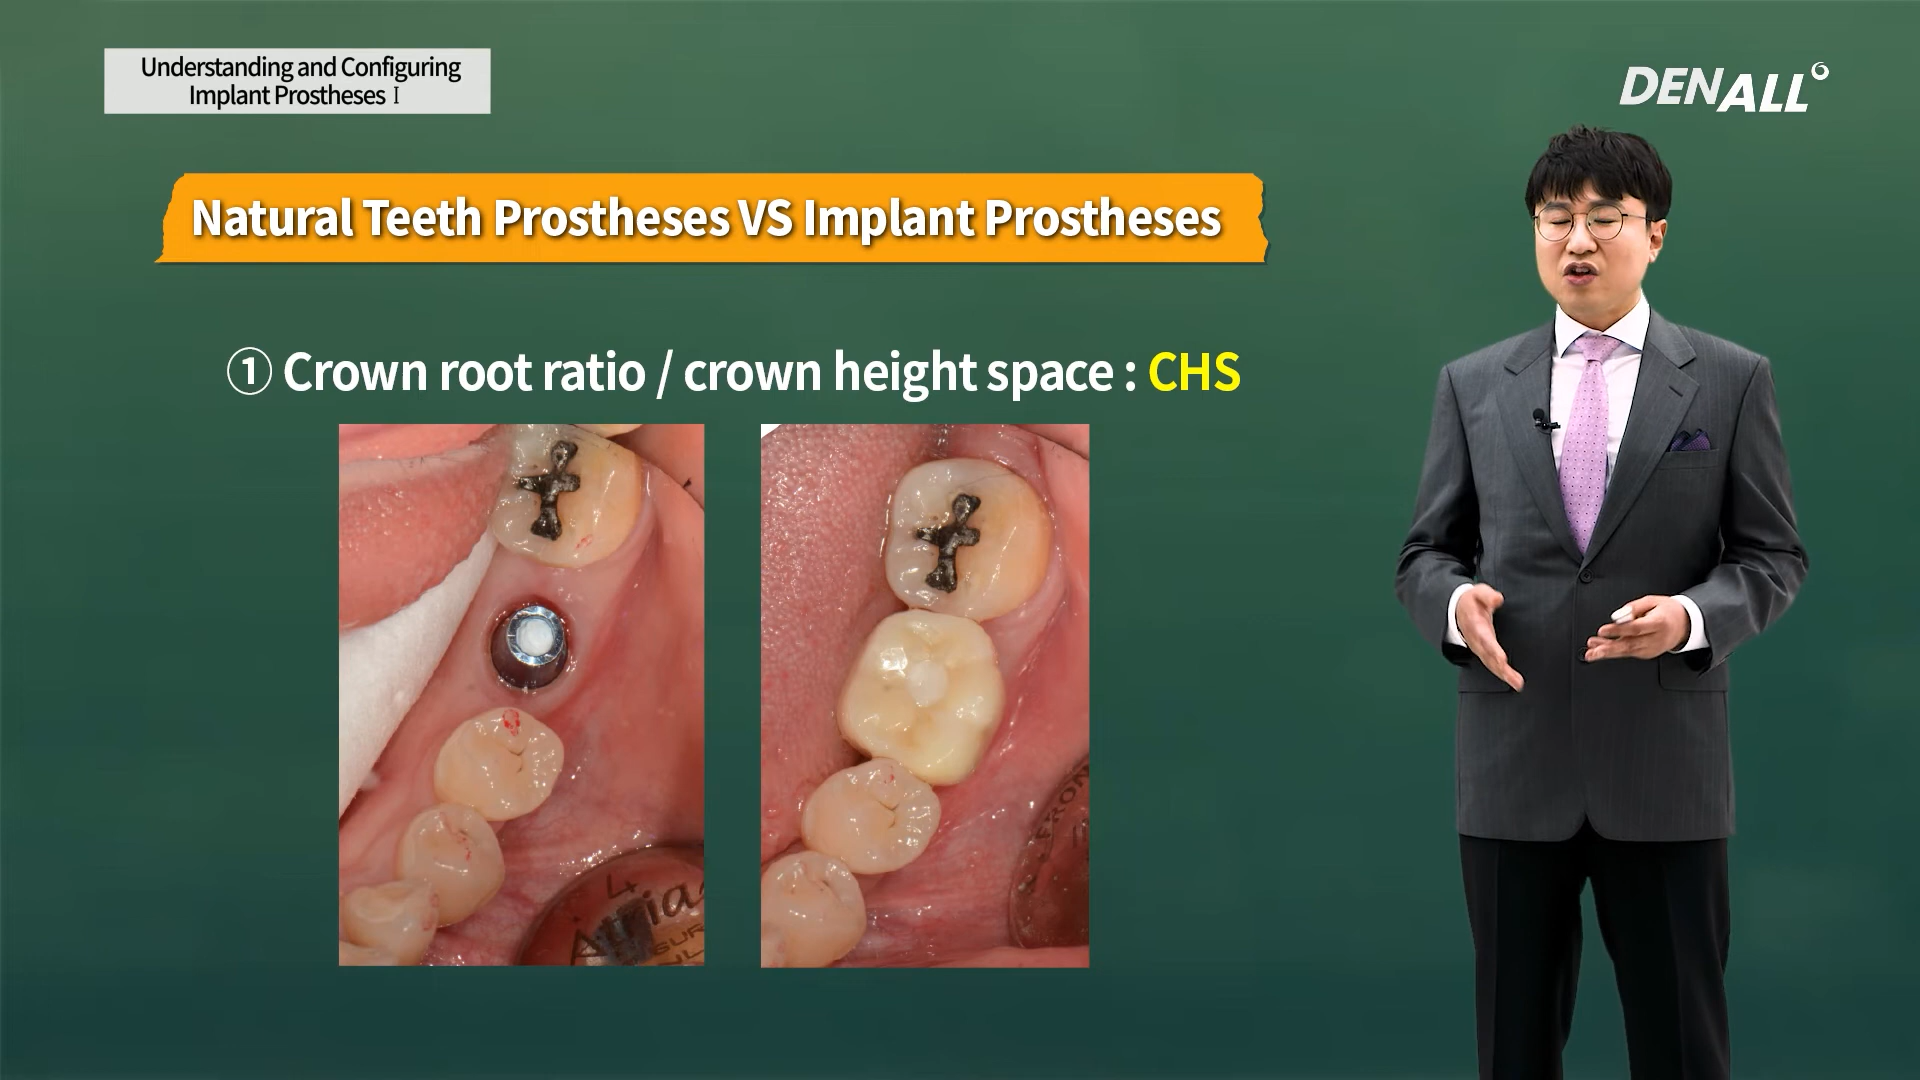 Understanding and Configuring
Implant Prostheses I
DENALL
Natural Teeth Prostheses VS Implant Prostheses
① Crown root ratio / crown height space : CHS
FRON